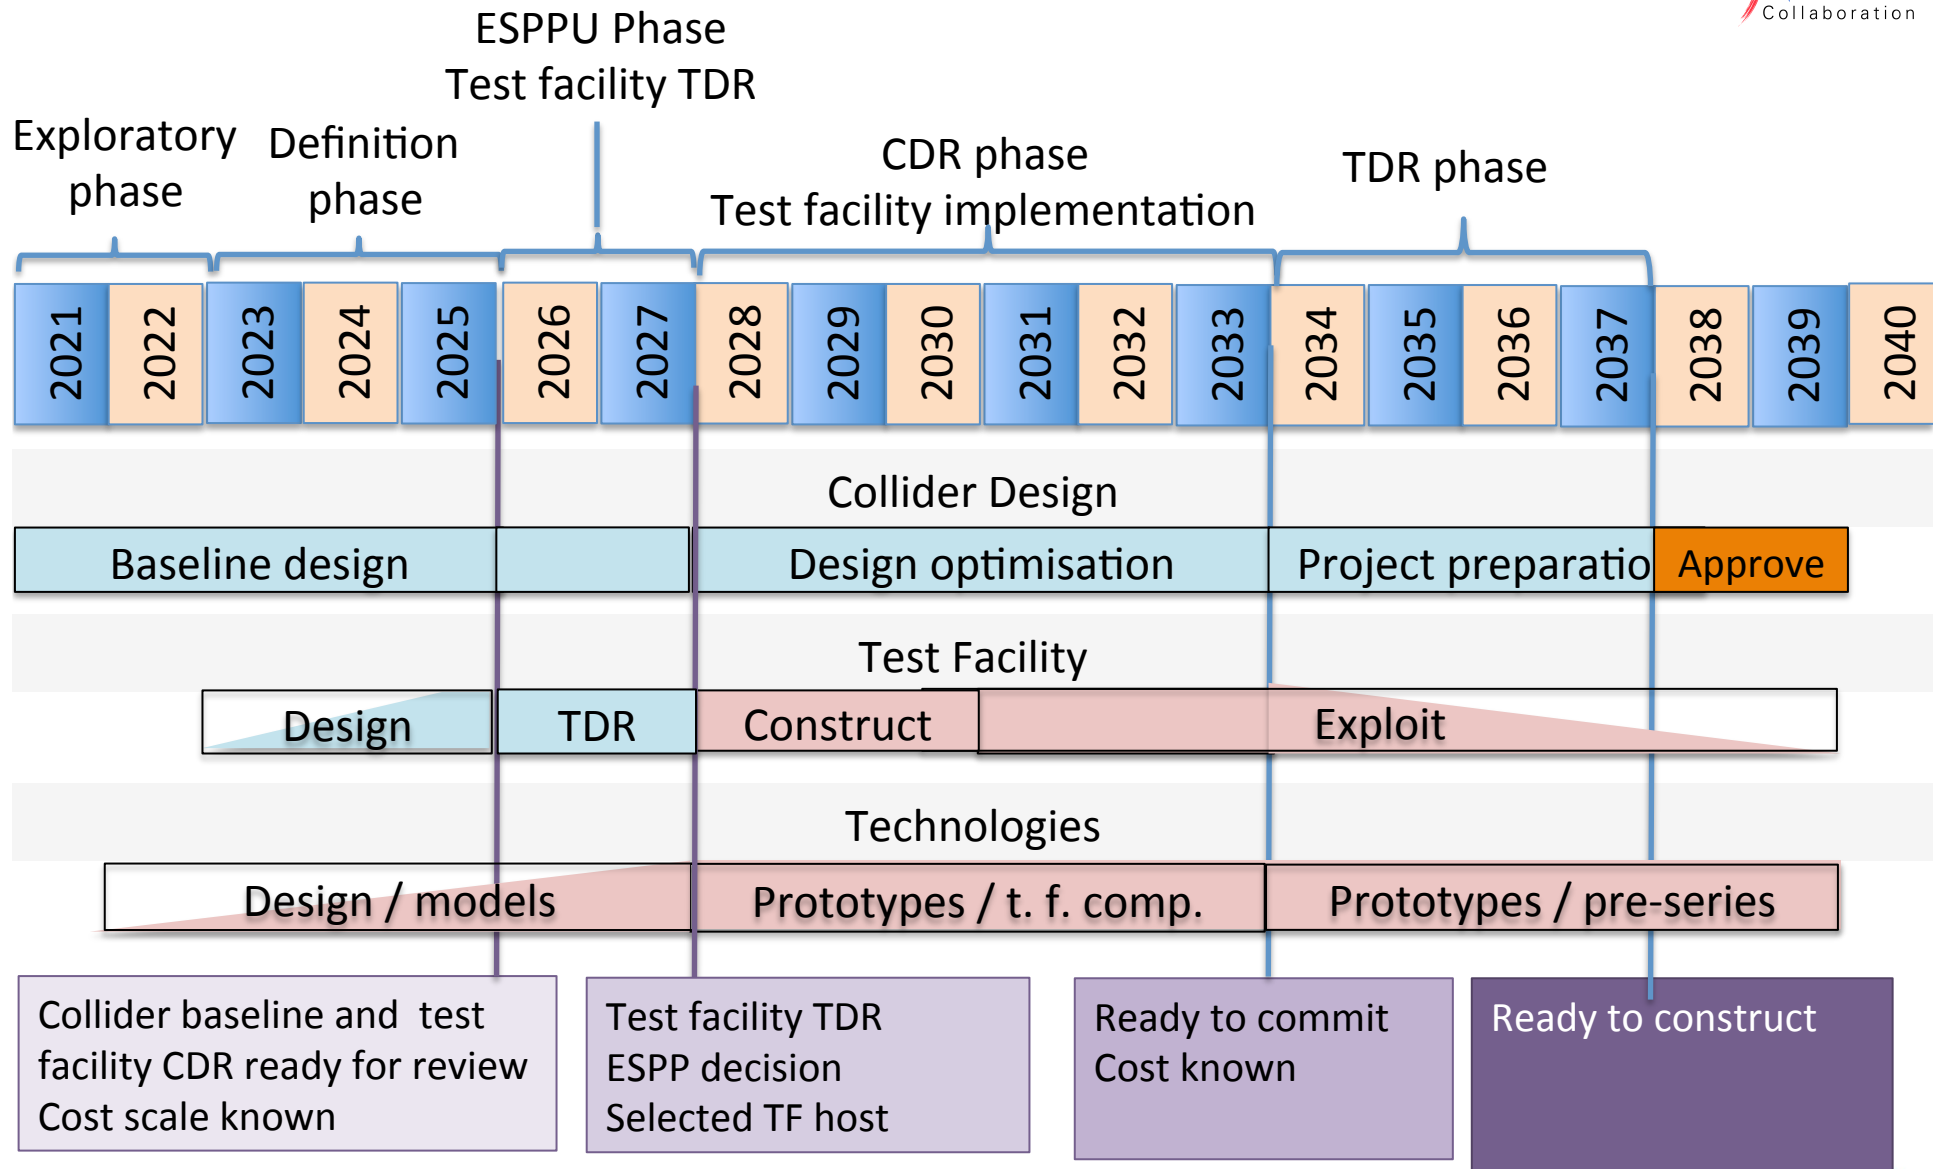 Collaboration
ESPPU Phase
Test facility TDR
Exploratory
phase
Definition
phase
CDR phase
Test facility implementation
TDR phase
2021
2022
2023
2024
2025
2026
2027
2028
2029
2030
2031
2032
2033
2034
2035
2036
2037
2038
2039
2040
Collider Design
Baseline design
Design optimisation
Project preparatio
Approve
Test Facility
Design
TDR
Construct
Exploit
Technologies
Design / models
Prototypes / t. f. comp.
Prototypes / pre-series
Collider baseline and test
facility CDR ready for review
Cost scale known
Test facility TDR
ESPP decision
Selected TF host
Ready to commit
Cost known
Ready to construct